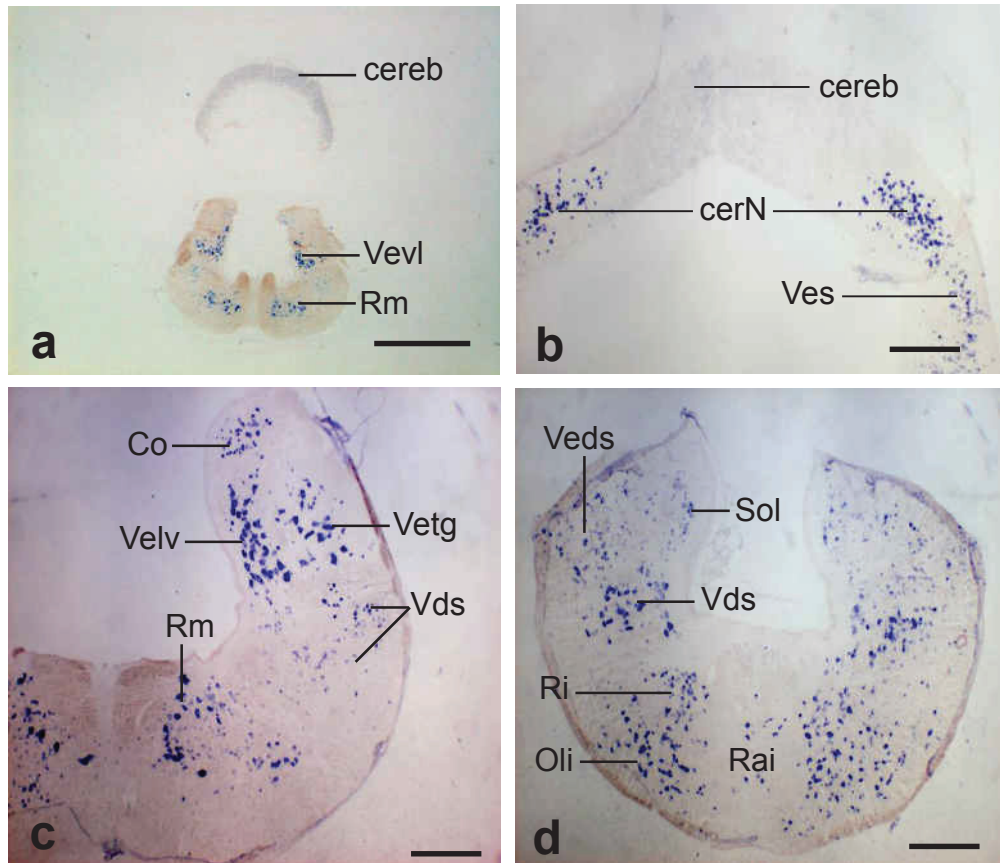 cereb
Vevl
Rm
a
cereb
cerN
Ves
b
Co
Velv
Vetg
Vds
Rm
c
Veds
Sol
Vds
Ri
Oli
Rai
d